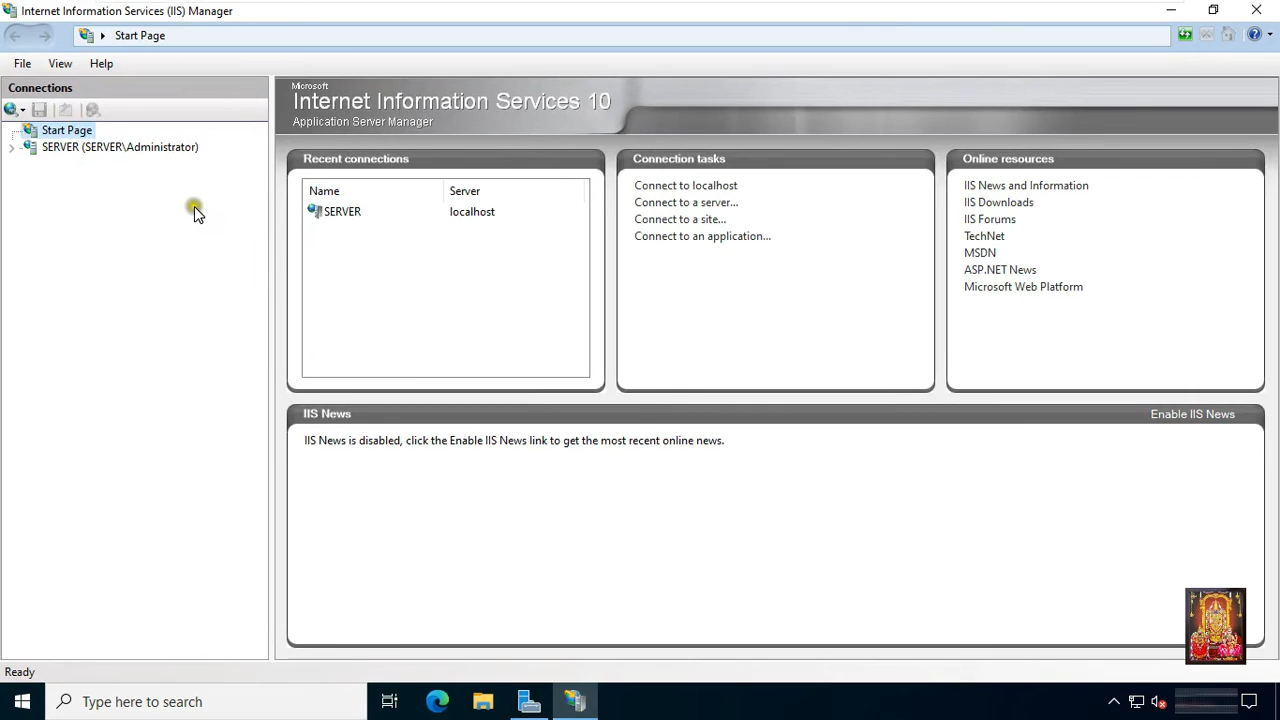 Internet Information Services (IIS) Manager
Start Page
File View Help
Connections
Start Page
SERVER (SERVER\Administrator)
Microsoft
Internet Information Services 10
Application Server Manager
Recent connections
Name Server
SERVER localhost
Connection tasks
Connect to localhost
Connect to a server...
Connect to a site...
Connect to an application...
Online resources
IIS News and Information
IIS Downloads
IIS Forums
TechNet
MSDN
ASP.NET News
Microsoft Web Platform
IIS News
Enable IIS News
IIS News is disabled, click the Enable IIS News link to get the most recent online news.
Ready
Type here to search